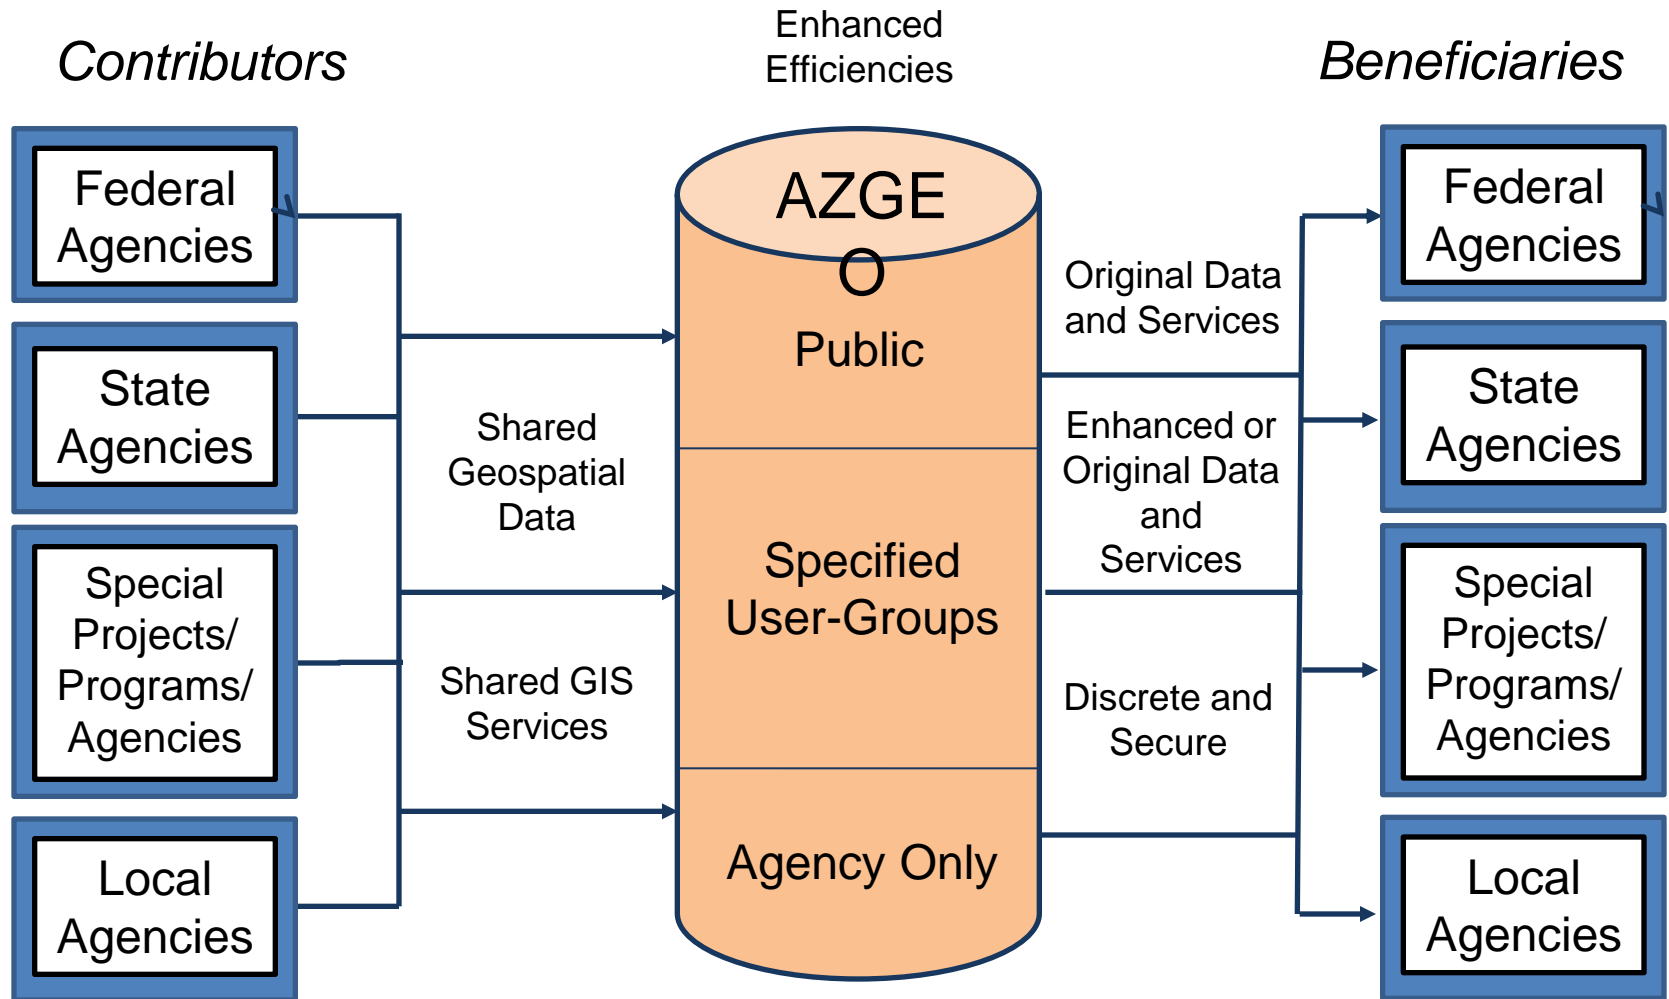 Contributors
Enhanced
Efficiencies
Beneficiaries
Federal
Agencies
State
Agencies
Special
Projects/
Programs/
Agencies
Local
Agencies
Shared
Geospatial
Data
Shared GIS
Services
AZGE
O
Public
Specified
User-Groups
Agency Only
Original Data
and Services
Enhanced or
Original Data
and
Services
Discrete and
Secure
Federal
Agencies
State
Agencies
Special
Projects/
Programs/
Agencies
Local
Agencies